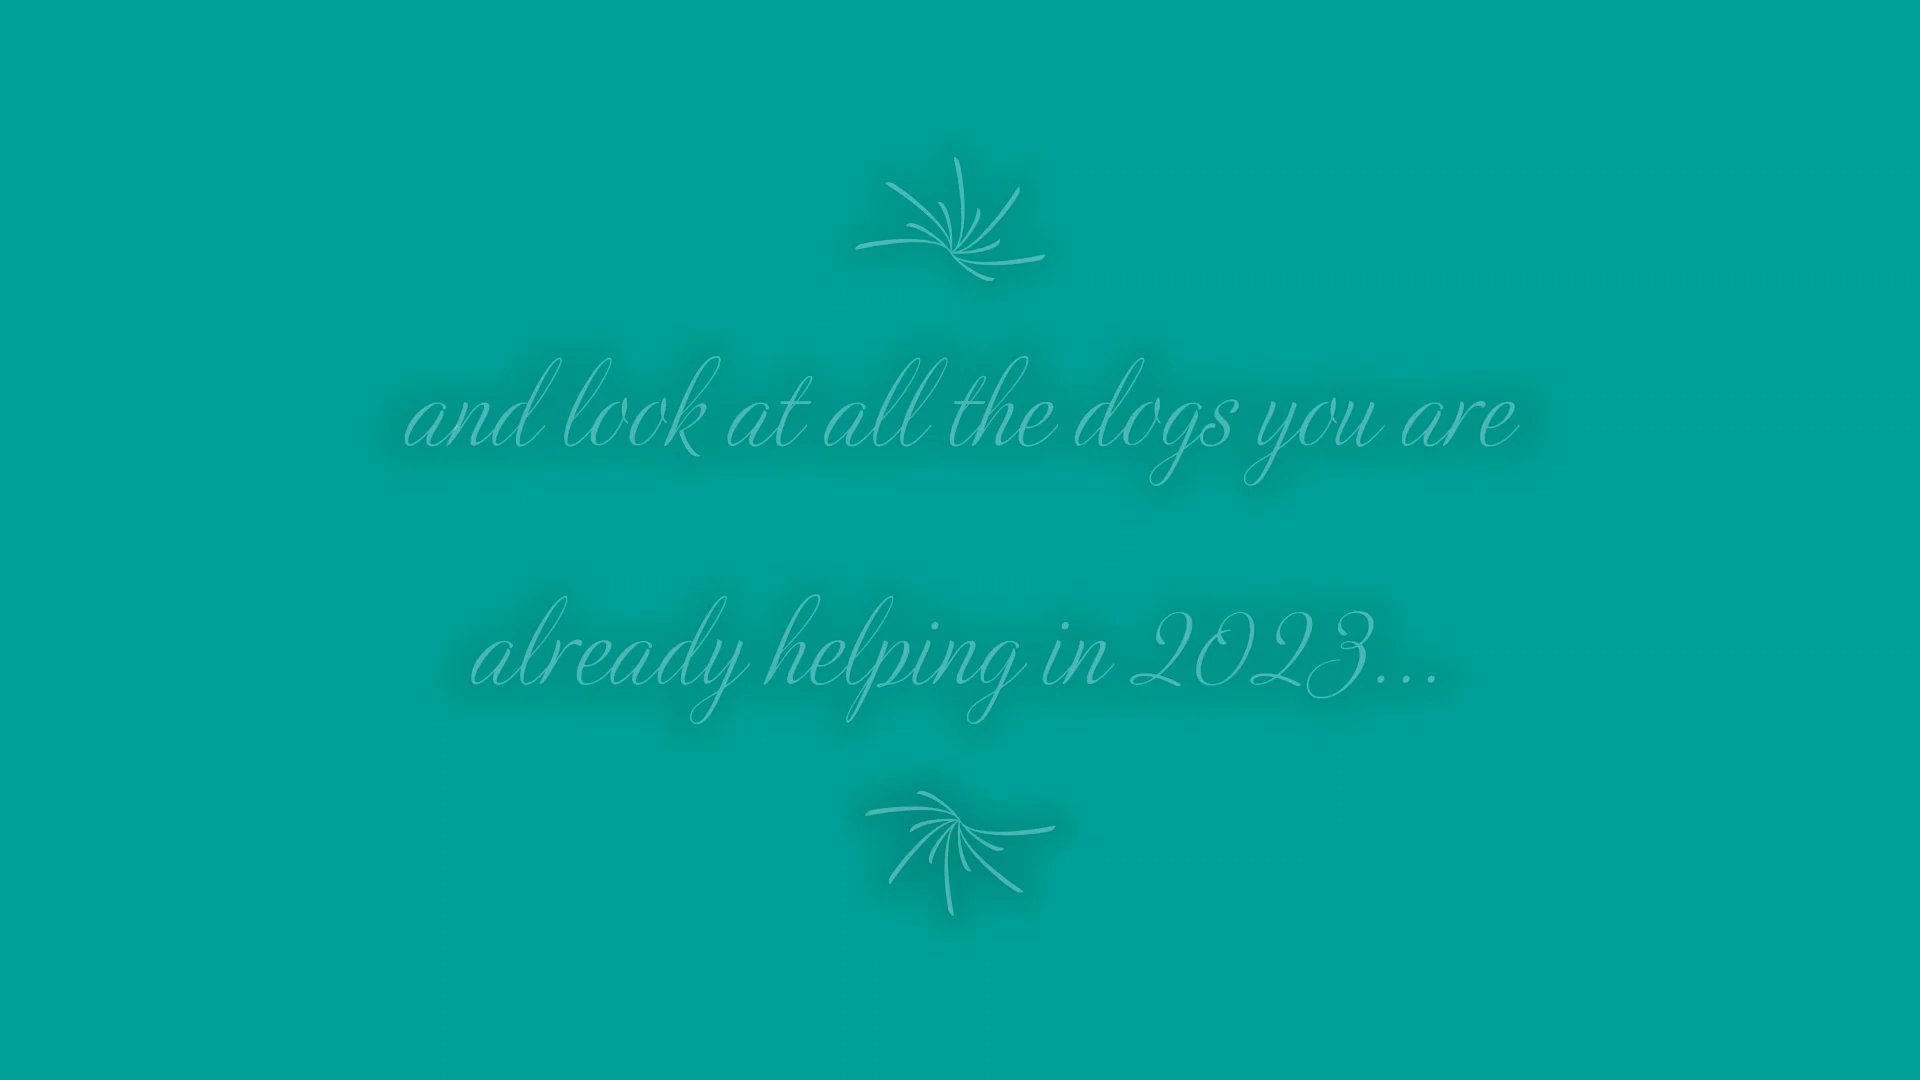 and look at all the dogs you are
already helping in 2023...